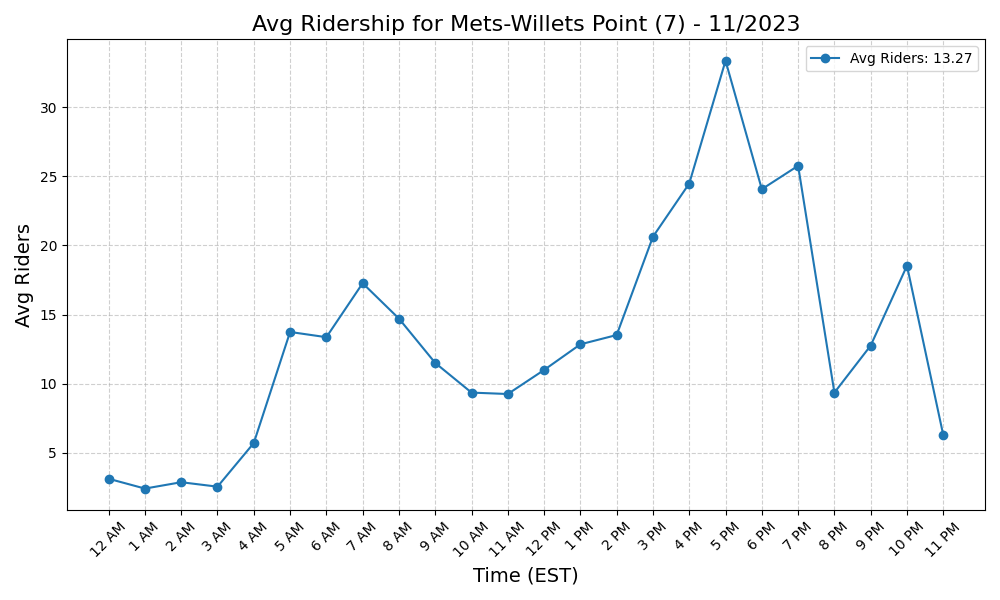 Avg Ridership for Mets-Willets Point (7) - 11/2023
Avg Riders: 13.27
Avg Riders
30
25
20
15
10
5
12 AM
1 AM
2 AM
3 AM
4 AM
5 AM
6 AM
7 AM
8 AM
9 AM
10 AM
11 AM
12 PM
1 PM
2 PM
3 PM
4 PM
5 PM
6 PM
7 PM
8 PM
9 PM
10 PM
11 PM
Time (EST)